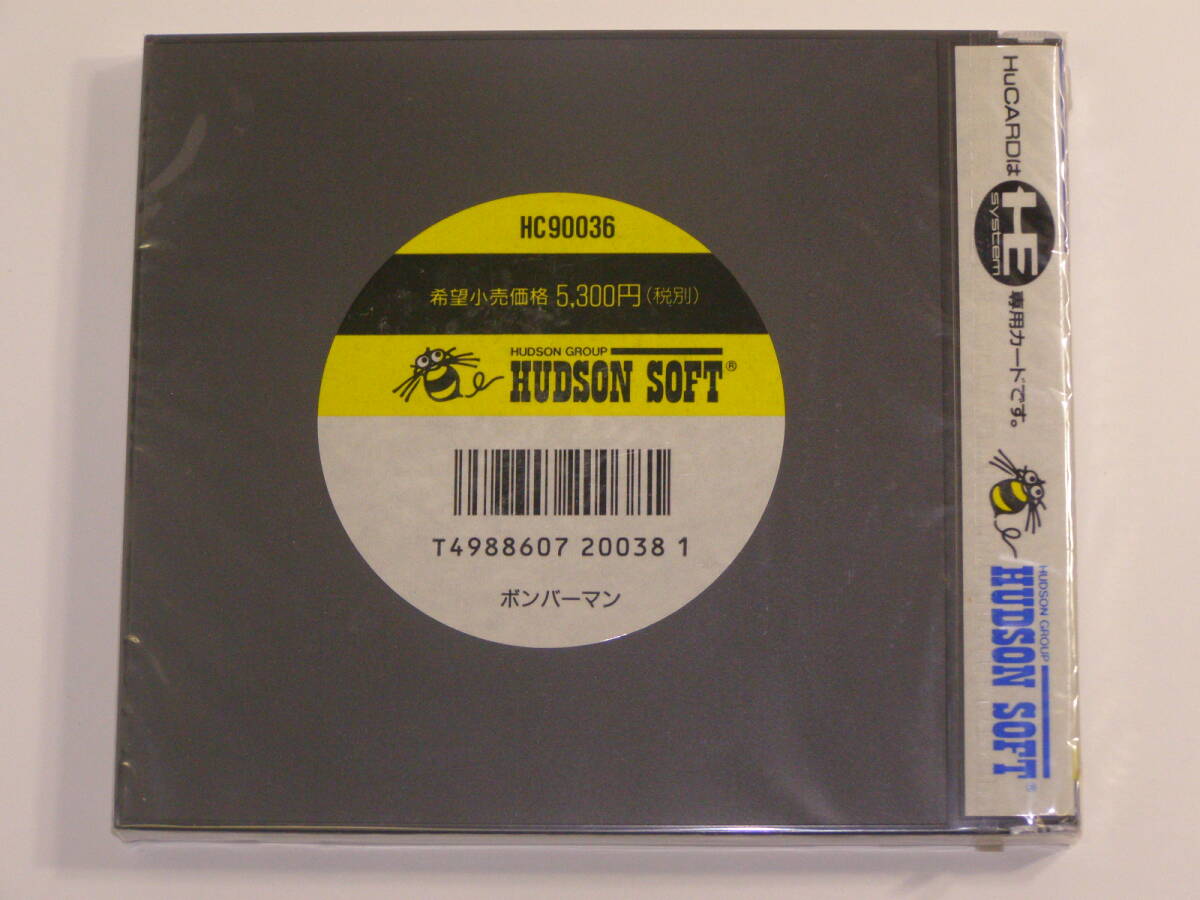 HC90036
希望小売価格 5,300円(税別)
HUDSON GROUP
HUDSON SOFT®
T4988607 20038 1
ボンバーマン
HuCARDは HE system 専用カードです。
HUDSON GROUP
HUDSON SOFT®